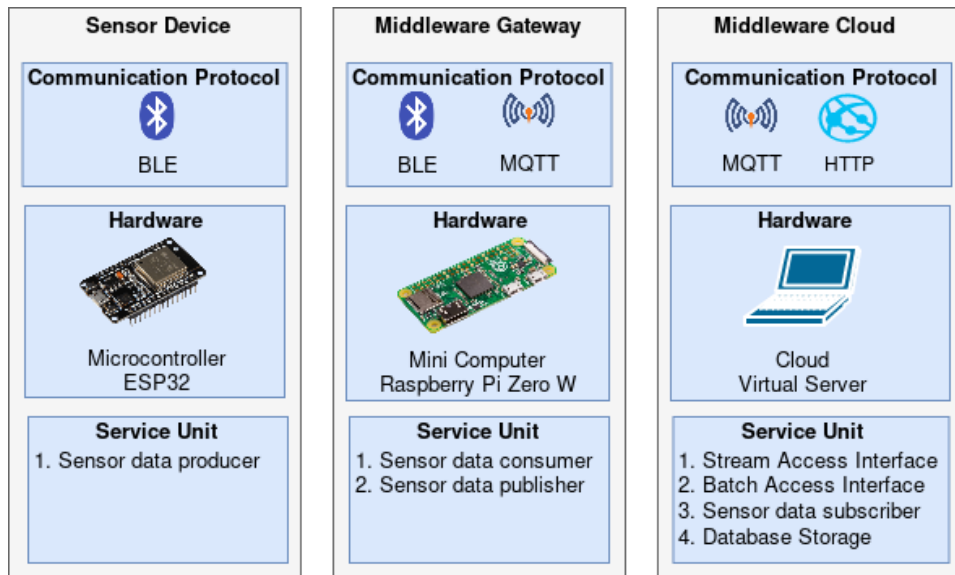 Sensor Device
Communication Protocol
BLE
Hardware
Microcontroller
ESP32
Service Unit
1. Sensor data producer
Middleware Gateway
Communication Protocol
BLE MQTT
Hardware
Mini Computer
Raspberry Pi Zero W
Service Unit
1. Sensor data consumer
2. Sensor data publisher
Middleware Cloud
Communication Protocol
MQTT HTTP
Hardware
Cloud
Virtual Server
Service Unit
1. Stream Access Interface
2. Batch Access Interface
3. Sensor data subscriber
4. Database Storage